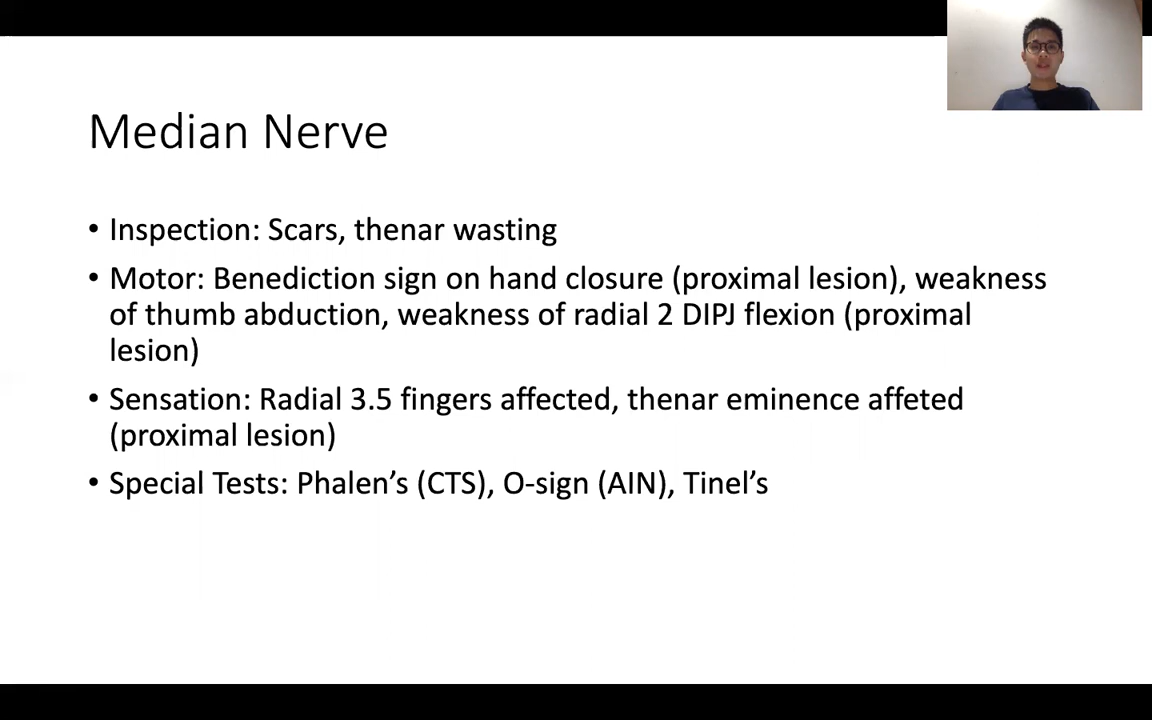 Median Nerve
• Inspection: Scars, thenar wasting
• Motor: Benediction sign on hand closure (proximal lesion), weakness
of thumb abduction, weakness of radial 2 DIPJ flexion (proximal
lesion)
• Sensation: Radial 3.5 fingers affected, thenar eminence affeted
(proximal lesion)
• Special Tests: Phalen’s (CTS), O-sign (AIN), Tinel’s